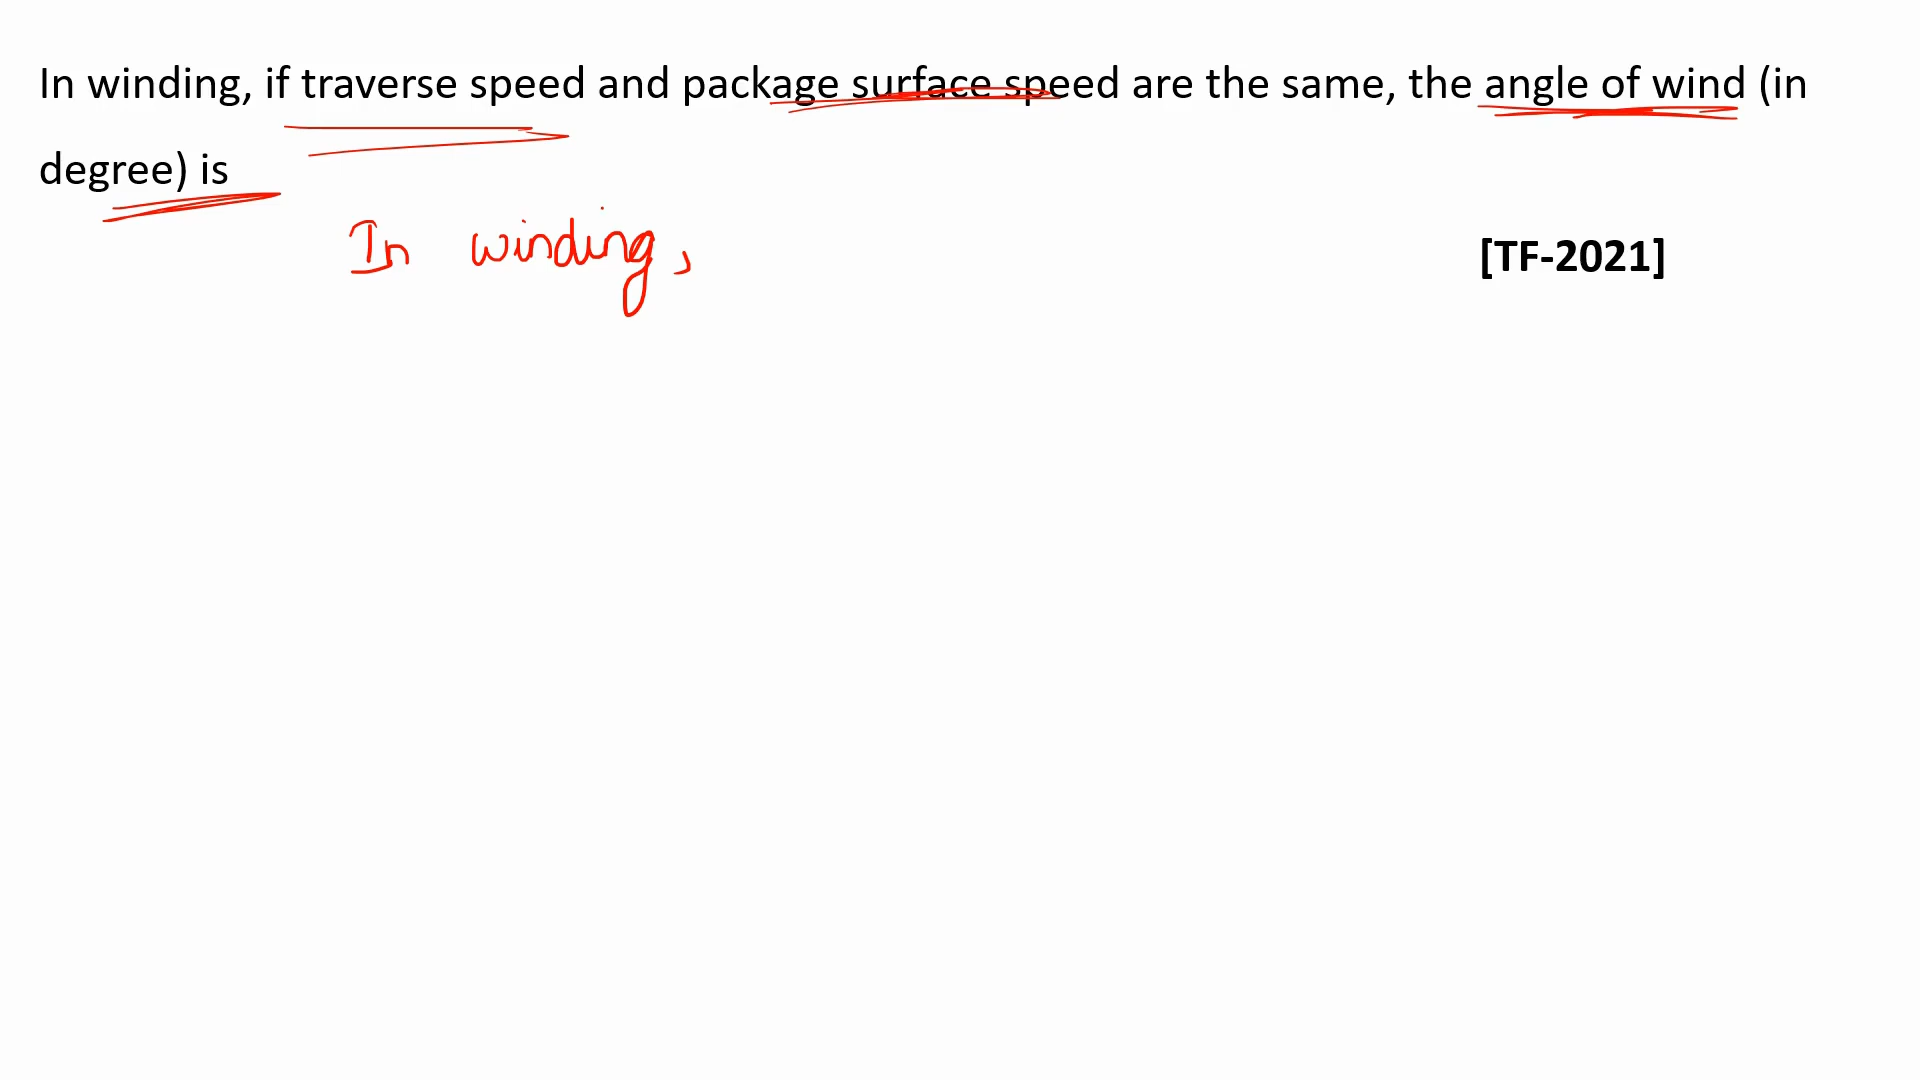 In winding, if traverse speed and package surface speed are the same, the angle of wind (in
degree) is
In winding,
[TF-2021]